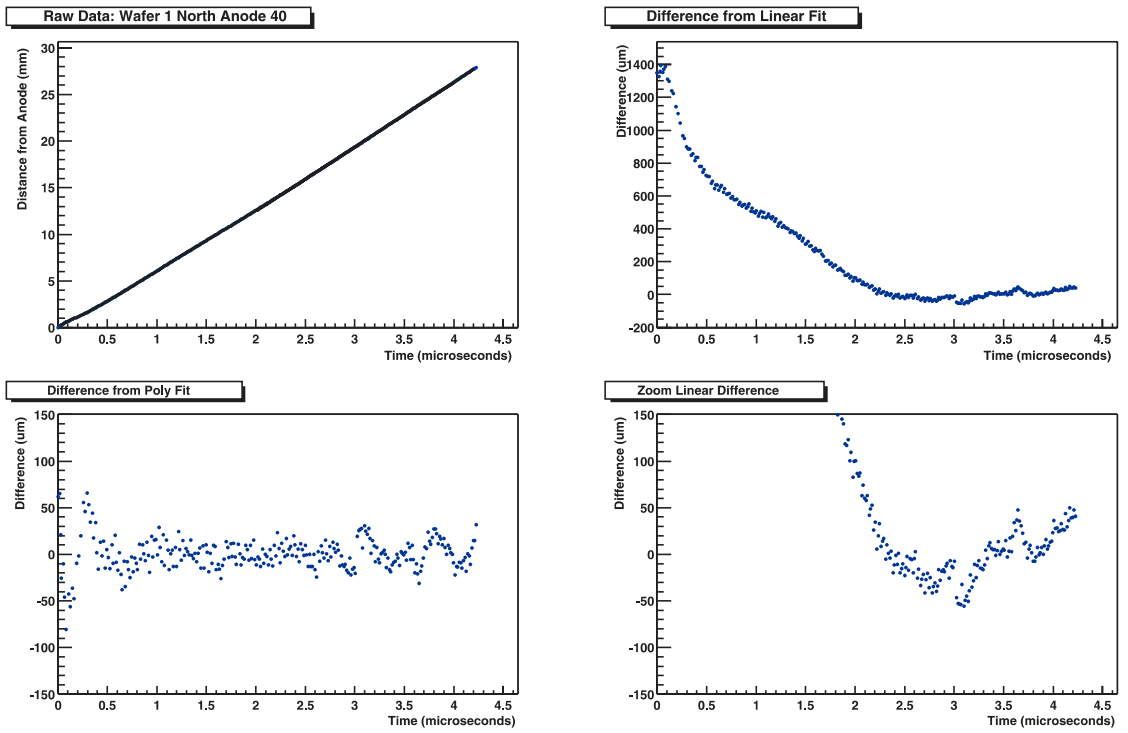 Raw Data: Wafer 1 North Anode 40
Distance from Anode (mm)
30
25
20
15
10
5
0
0 0.5 1 1.5 2 2.5 3 3.5 4 4.5
Time (microseconds)
Difference from Linear Fit
Difference (um)
1400
1200
1000
800
600
400
200
0
-200
0 0.5 1 1.5 2 2.5 3 3.5 4 4.5
Time (microseconds)
Difference from Poly Fit
Difference (um)
150
100
50
0
-50
-100
-150
0 0.5 1 1.5 2 2.5 3 3.5 4 4.5
Time (microseconds)
Zoom Linear Difference
Difference (um)
150
100
50
0
-50
-100
-150
0 0.5 1 1.5 2 2.5 3 3.5 4 4.5
Time (microseconds)